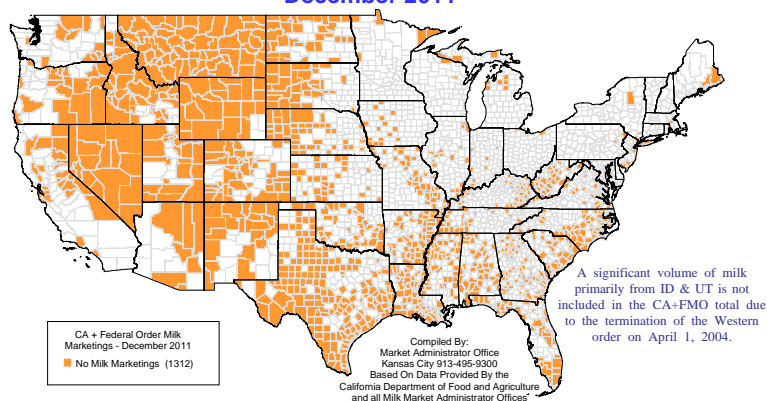 December 2011
A significant volume of milk
primarily from ID & UT is not
included in the CA+FMO total due
to the termination of the Western
order on April 1, 2004.
CA + Federal Order Milk
Marketings - December 2011
No Milk Marketings (1312)
Compiled By:
Market Administrator Office
Kansas City 913-495-9300
Based On Data Provided By the
California Department of Food and Agriculture
and all Milk Market Administrator Offices